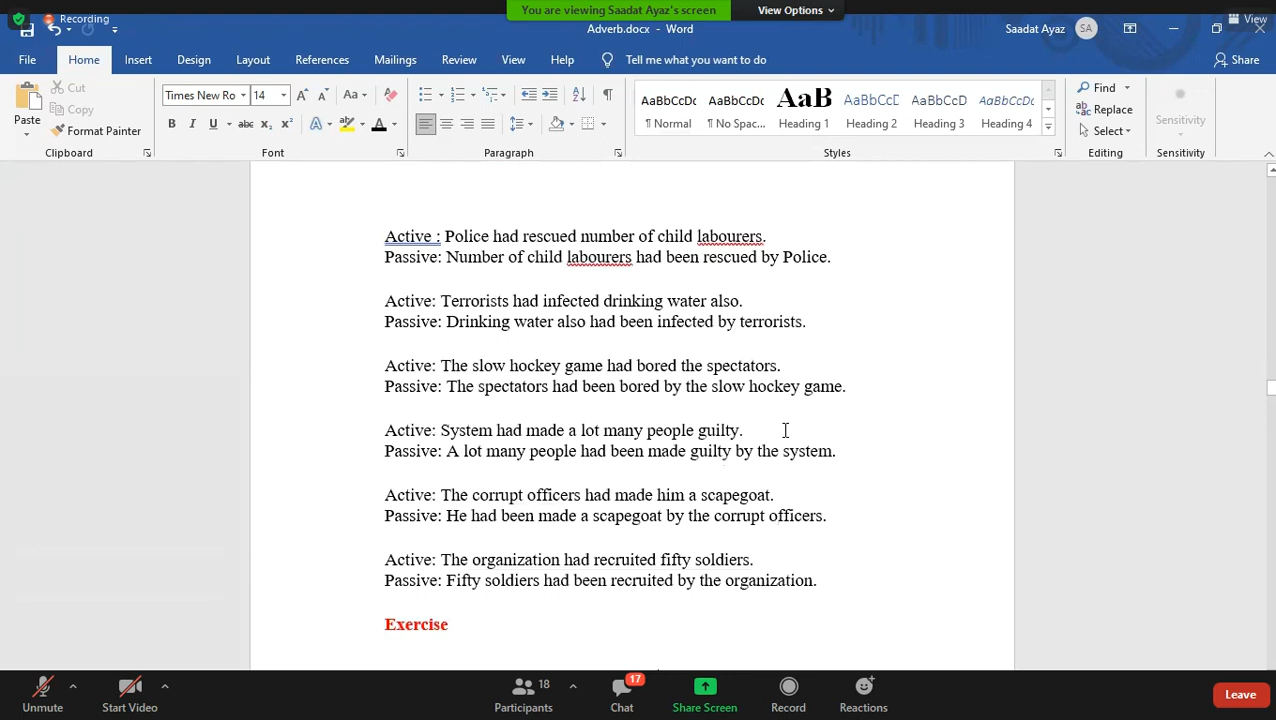 You are viewing Saadat Ayaz's screen
View Options
Recording
View
Adverb.docx - Word
Saadat Ayaz
SA
File
Home
Insert
Design
Layout
References
Mailings
Review
View
Help
Tell me what you want to do
Share
Paste
Cut
Copy
Format Painter
Clipboard
Times New Ro
14
A A Aa
B I U abc x₂ x²
A A
Font
Paragraph
AaBbCcDc AaBbCcDc AaB AaBbCcD AaBbCcD AaBbCcD
¶ Normal ¶ No Spac... Heading 1 Heading 2 Heading 3 Heading 4
Styles
Find
Replace
Select
Editing
Sensitivity
Sensitivity
Active : Police had rescued number of child labourers.
Passive: Number of child labourers had been rescued by Police.
Active: Terrorists had infected drinking water also.
Passive: Drinking water also had been infected by terrorists.
Active: The slow hockey game had bored the spectators.
Passive: The spectators had been bored by the slow hockey game.
Active: System had made a lot many people guilty.
Passive: A lot many people had been made guilty by the system.
Active: The corrupt officers had made him a scapegoat.
Passive: He had been made a scapegoat by the corrupt officers.
Active: The organization had recruited fifty soldiers.
Passive: Fifty soldiers had been recruited by the organization.
Exercise
Unmute
Start Video
18
Participants
17
Chat
Share Screen
Record
Reactions
Leave